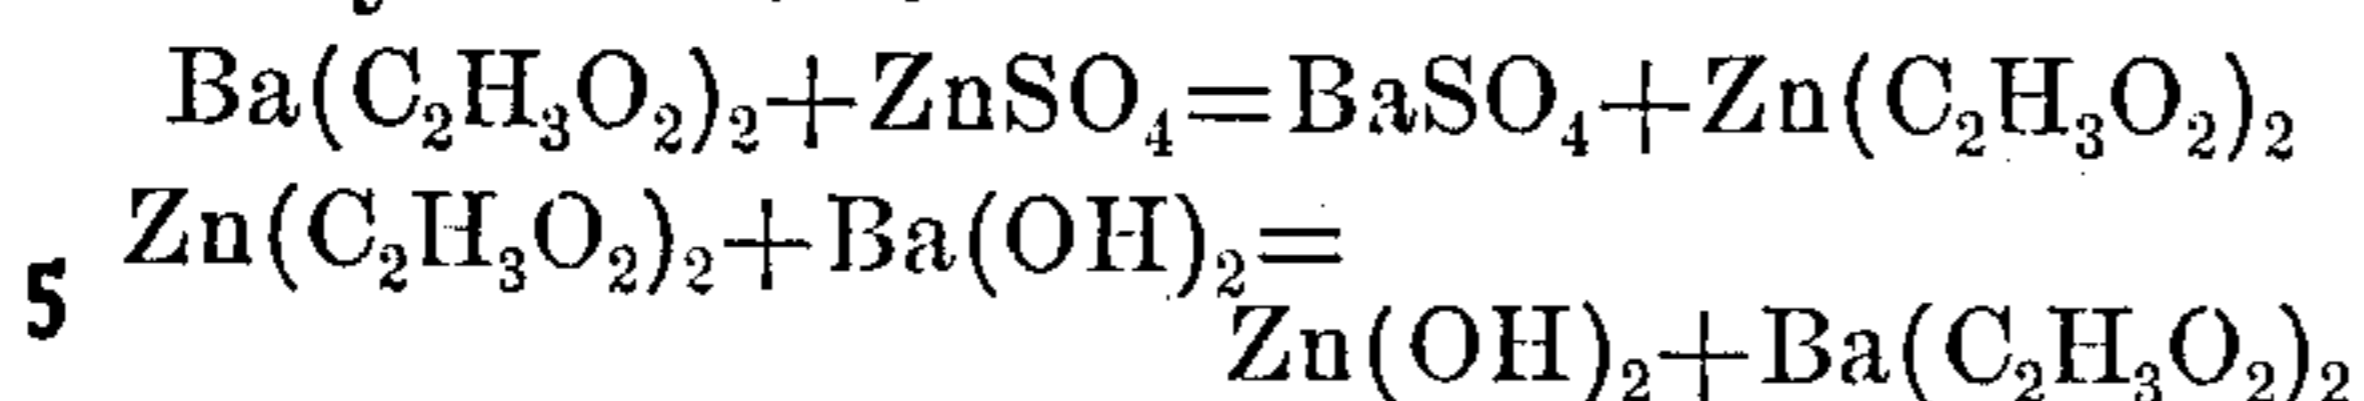 Ba(C₂H₃O₂)₂+ZnSO₄=BaSO₄+Zn(C₂H₃O₂)₂
5 Zn(C₂H₃O₂)₂+Ba(OH)₂=
Zn(OH)₂+Ba(C₂H₃O₂)₂